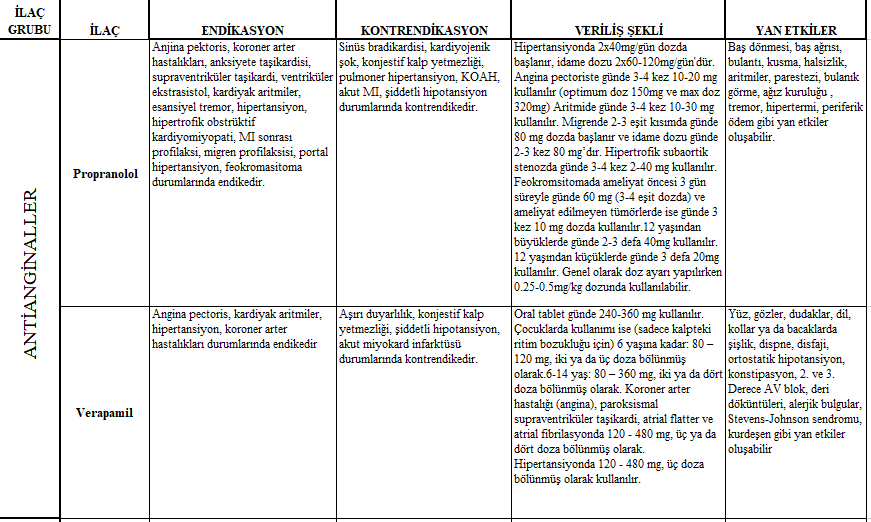 İLAÇ
GRUBU
İLAÇ
ENDİKASYON
KONTRENDİKASYON
VERİLİŞ ŞEKLİ
YAN ETKİLER
ANTİANGİNALLER
Propranolol
Anjina pektoris, koroner arter
hastalıkları, anksiyete taşikardisi,
supraventriküler taşikardi, ventriküler
ekstrasistol, kardiyak aritmiler,
esansiyel tremor, hipertansiyon,
hipertrofik obstrüktif
kardiyomiyopati, MI sonrası
profilaksi, migren profilaksisi, portal
hipertansiyon, feokromasitoma
durumlarında endikedir.
Sinüs bradikardisi, kardiyojenik
şok, konjestif kalp yetmezliği,
pulmoner hipertansiyon, KOAH,
akut MI, şiddetli hipotansiyon
durumlarında kontrendikedir.
Hipertansiyonda 2x40mg/gün dozda
başlanır, idame dozu 2x60-120mg/gün'dür.
Angina pectoriste günde 3-4 kez 10-20 mg
kullanılır (optimum doz 150mg ve max doz
320mg) Aritmide günde 3-4 kez 10-30 mg
kullanılır. Migrende 2-3 eşit kısımda günde
80 mg dozda başlanır ve idame dozu günde
2-3 kez 80 mg’dır. Hipertrofik subaortik
stenozda günde 3-4 kez 2-40 mg kullanılır.
Feokromsitomada ameliyat öncesi 3 gün
süreyle günde 60 mg (3-4 eşit dozda) ve
ameliyat edilmeyen tümörlerde ise günde 3
kez 10 mg dozda kullanılır.12 yaşından
büyüklerde günde 2-3 defa 40mg kullanılır.
12 yaşından küçüklerde günde 3 defa 20mg
kullanılır. Genel olarak doz ayarı yapılırken
0.25-0.5mg/kg dozunda kullanılabilir.
Baş dönmesi, baş ağrısı,
bulantı, kusma, halsizlik,
aritmiler, parestezi, bulanık
görme, ağız kuruluğu ,
tremor, hipertermi, periferik
ödem gibi yan etkiler
oluşabilir.
Verapamil
Angina pectoris, kardiyak aritmiler,
hipertansiyon, koroner arter
hastalıkları durumlarında endikedir
Aşırı duyarlılık, konjestif kalp
yetmezliği, şiddetli hipotansiyon,
akut miyokard infarktüsü
durumlarında kontrendikedir.
Oral tablet günde 240-360 mg kullanılır.
Çocuklarda kullanımı ise (sadece kalpteki
ritim bozukluğu için) 6 yaşına kadar: 80 –
120 mg, iki ya da üç doza bölünmüş
olarak.6-14 yaş: 80 – 360 mg, iki ya da dört
doza bölünmüş olarak. Koroner arter
hastalığı (angina), paroksismal
supraventriküler taşikardi, atrial flatter ve
atrial fibrilasyonda 120 - 480 mg, üç ya da
dört doza bölünmüş olarak.
Hipertansiyonda 120 - 480 mg, üç doza
bölünmüş olarak kullanılır.
Yüz, gözler, dudaklar, dil,
kollar ya da bacaklarda
şişlik, dispne, disfaji,
ortostatik hipotansiyon,
konstipasyon, 2. ve 3.
Derece AV blok, deri
döküntüleri, alerjik bulgular,
Stevens-Johnson sendromu,
kurdeşen gibi yan etkiler
oluşabilir